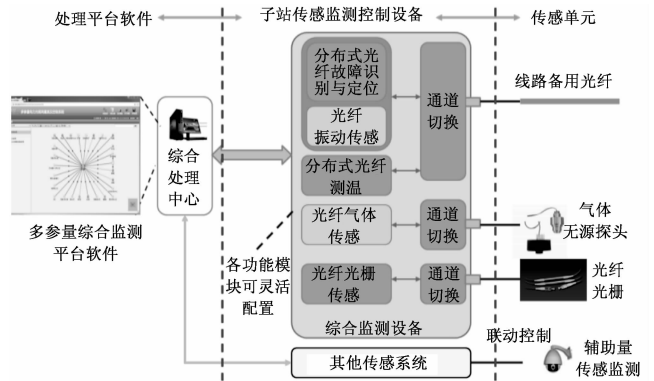 处理平台软件
子站传感监测控制设备
传感单元
分布式光
纤故障识
别与定位
光纤
振动传感
通道
切换
线路备用光纤
综合
处理
中心
分布式光纤
测温
多参量综合监测
平台软件
光纤气体
传感
通道
切换
气体
无源探头
各功能模
块可灵活
配置
光纤光栅
传感
通道
切换
光纤
光栅
综合监测设备
联动控制
其他传感系统
辅助量
传感监测